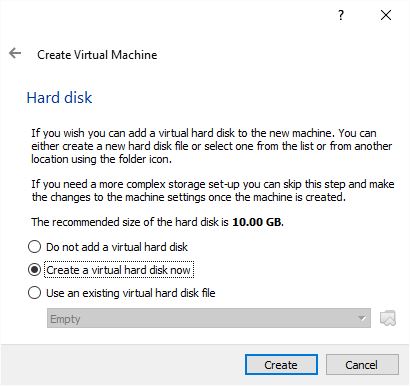 ?
Create Virtual Machine
Hard disk
If you wish you can add a virtual hard disk to the new machine. You can
either create a new hard disk file or select one from the list or from another
location using the folder icon.
If you need a more complex storage set-up you can skip this step and make
the changes to the machine settings once the machine is created.
The recommended size of the hard disk is 10.00 GB.
Do not add a virtual hard disk
Create a virtual hard disk now
Use an existing virtual hard disk file
Empty
Create Cancel